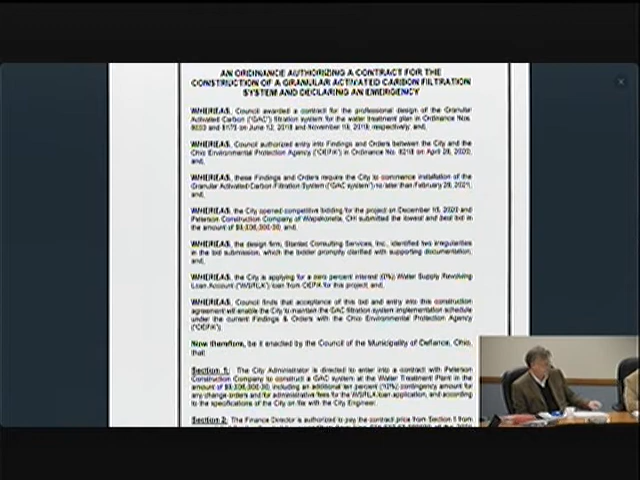 AN ORDINANCE AUTHORIZING A CONTRACT FOR THE
CONSTRUCTION OF A GRANULAR ACTIVATED CARBON FILTRATION
SYSTEM AND DECLARING AN EMERGENCY
WHEREAS, Council awarded a contract for the professional design of the Granular
Activated Carbon ("GAC") filtration system for the water treatment plan in Ordinance Nos.
and on June 12, 2018 and November 18, respectively; and,
WHEREAS, Council authorized entry into Findings and Orders between the City and the
Ohio Environmental Protection Agency ("OEPA") in Ordinance No. on April 28, 2020;
and,
WHEREAS, these Findings and Orders require the City to commence installation of the
Granular Activated Carbon Filtration System ("GAC system") no later than February 28, 2021;
and,
WHEREAS, the City opened competitive bidding for the project on December 2020 and
Peterson Construction Company of Wapakoneta, OH submitted the lowest and best bid in
the amount of and,
WHEREAS, the design firm, Stantec Consulting Services, Inc., identified two irregularities
in the bid submission, which the bidder promptly clarified with supporting documentation;
and,
WHEREAS, the City is applying for a zero percent interest (0%) Water Supply Revolving
Loan Account ("WSRLA") loan from OEPA for this project; and,
WHEREAS, Council finds that acceptance of this bid and entry into this construction
agreement will enable the City to maintain the GAC filtration system implementation schedule
under the current Findings & Orders with the Ohio Environmental Protection Agency
("OEPA").
Now therefore, be it enacted by the Council of the Municipality of Defiance, Ohio,
that:
Section 1: The City Administrator is directed to enter into a contract with Peterson
Construction Company to construct a GAC system at the Water Treatment Plant in the
amount of including an additional ten percent (10%) contingency amount for
any change orders and for administrative fees for the WSRLA loan application, and according
to the specifications of the City on file with the City Engineer.
Section 2: The Finance Director is authorized to pay the contract price from Section 1 from